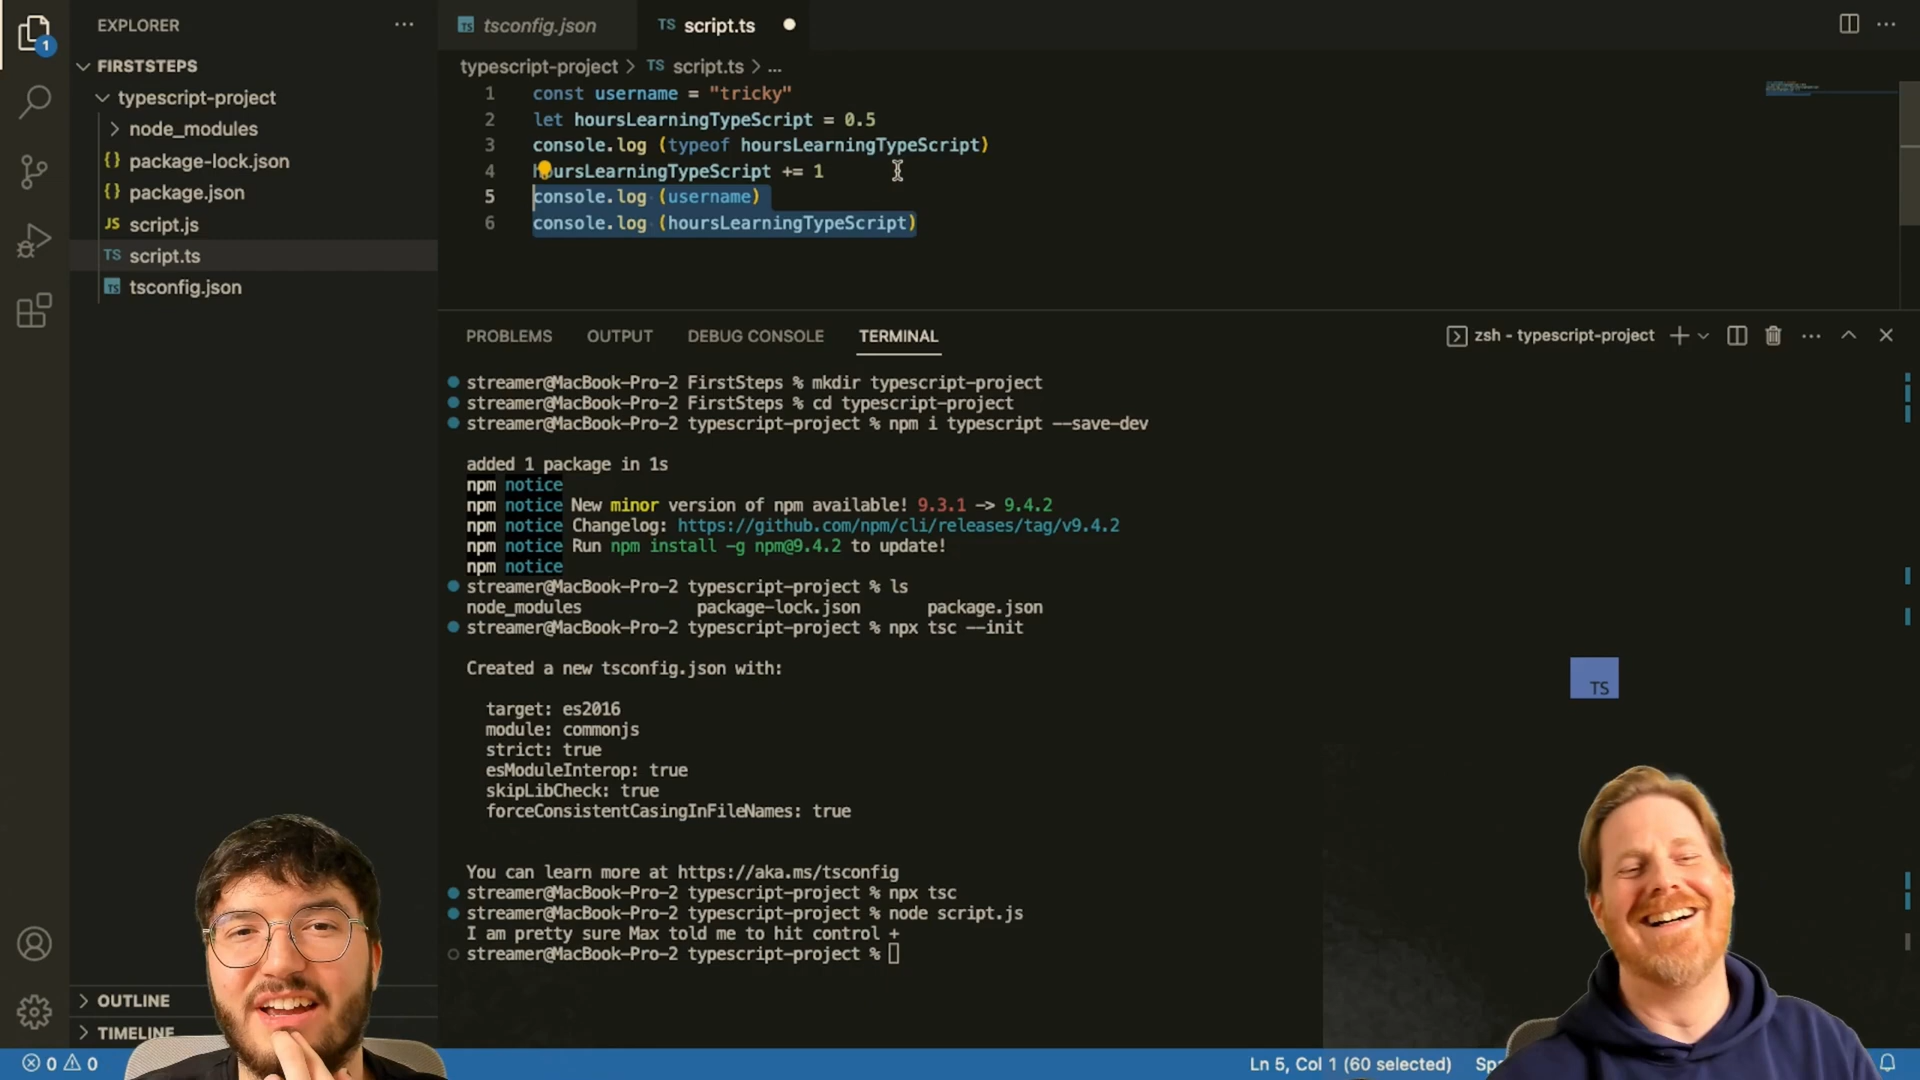 EXPLORER
FIRSTSTEPS
typescript-project
node_modules
{} package-lock.json
{} package.json
JS script.js
TS script.ts
TS tsconfig.json
OUTLINE
TIMELINE
1
TS tsconfig.json
TS script.ts
typescript-project > TS script.ts > ...
1 const username = "tricky"
2 let hoursLearningTypeScript = 0.5
3 console.log (typeof hoursLearningTypeScript)
4 hoursLearningTypeScript += 1
5 console.log (username)
6 console.log (hoursLearningTypeScript)
PROBLEMS OUTPUT DEBUG CONSOLE TERMINAL
zsh - typescript-project
streamer@MacBook-Pro-2 FirstSteps % mkdir typescript-project
streamer@MacBook-Pro-2 FirstSteps % cd typescript-project
streamer@MacBook-Pro-2 typescript-project % npm i typescript --save-dev
added 1 package in 1s
npm notice
npm notice New minor version of npm available! 9.3.1 -> 9.4.2
npm notice Changelog: https://github.com/npm/cli/releases/tag/v9.4.2
npm notice Run npm install -g npm@9.4.2 to update!
npm notice
streamer@MacBook-Pro-2 typescript-project % ls
node_modules package-lock.json package.json
streamer@MacBook-Pro-2 typescript-project % npx tsc --init
Created a new tsconfig.json with:
target: es2016
module: commonjs
strict: true
esModuleInterop: true
skipLibCheck: true
forceConsistentCasingInFileNames: true
You can learn more at https://aka.ms/tsconfig
streamer@MacBook-Pro-2 typescript-project % npx tsc
streamer@MacBook-Pro-2 typescript-project % node script.js
I am pretty sure Max told me to hit control +
streamer@MacBook-Pro-2 typescript-project %
TS
0 0
Ln 5, Col 1 (60 selected)